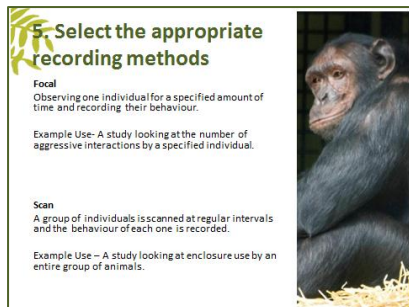 5. Select the appropriate
recording methods
Focal
Observing one individual for a specified amount of
time and recording their behaviour.
Example Use- A study looking at the number of
aggressive interactions by a specified individual.
Scan
A group of individuals is scanned at regular intervals
and the behaviour of each one is recorded.
Example Use – A study looking at enclosure use by an
entire group of animals.